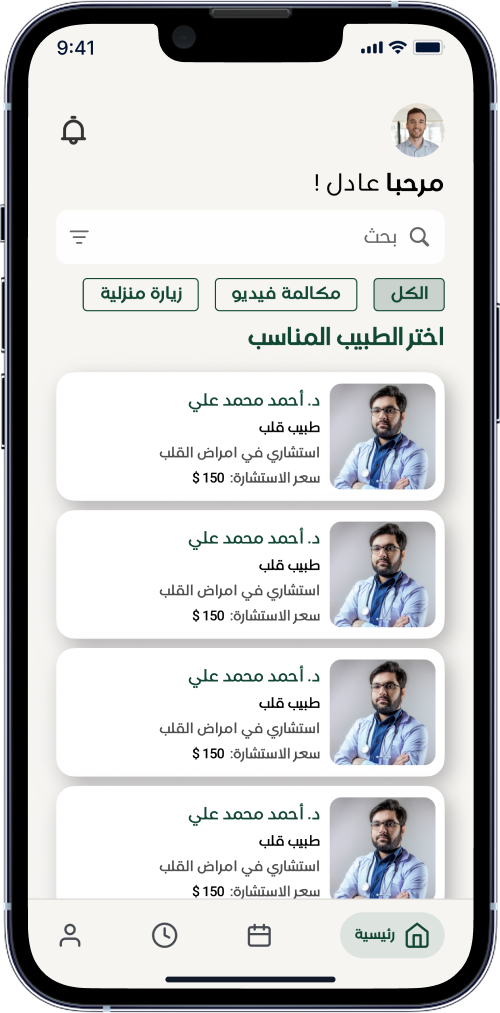 9:41
مرحبا عادل !
بحث
الكل
مكالمة فيديو
زيارة منزلية
اختر الطبيب المناسب
د. أحمد محمد علي
طبيب قلب
استشاري في امراض القلب
سعر الاستشارة: 150 $
د. أحمد محمد علي
طبيب قلب
استشاري في امراض القلب
سعر الاستشارة: 150 $
د. أحمد محمد علي
طبيب قلب
استشاري في امراض القلب
سعر الاستشارة: 150 $
د. أحمد محمد علي
طبيب قلب
استشاري في امراض القلب
سعر الاستشارة: 150 $
رئيسية